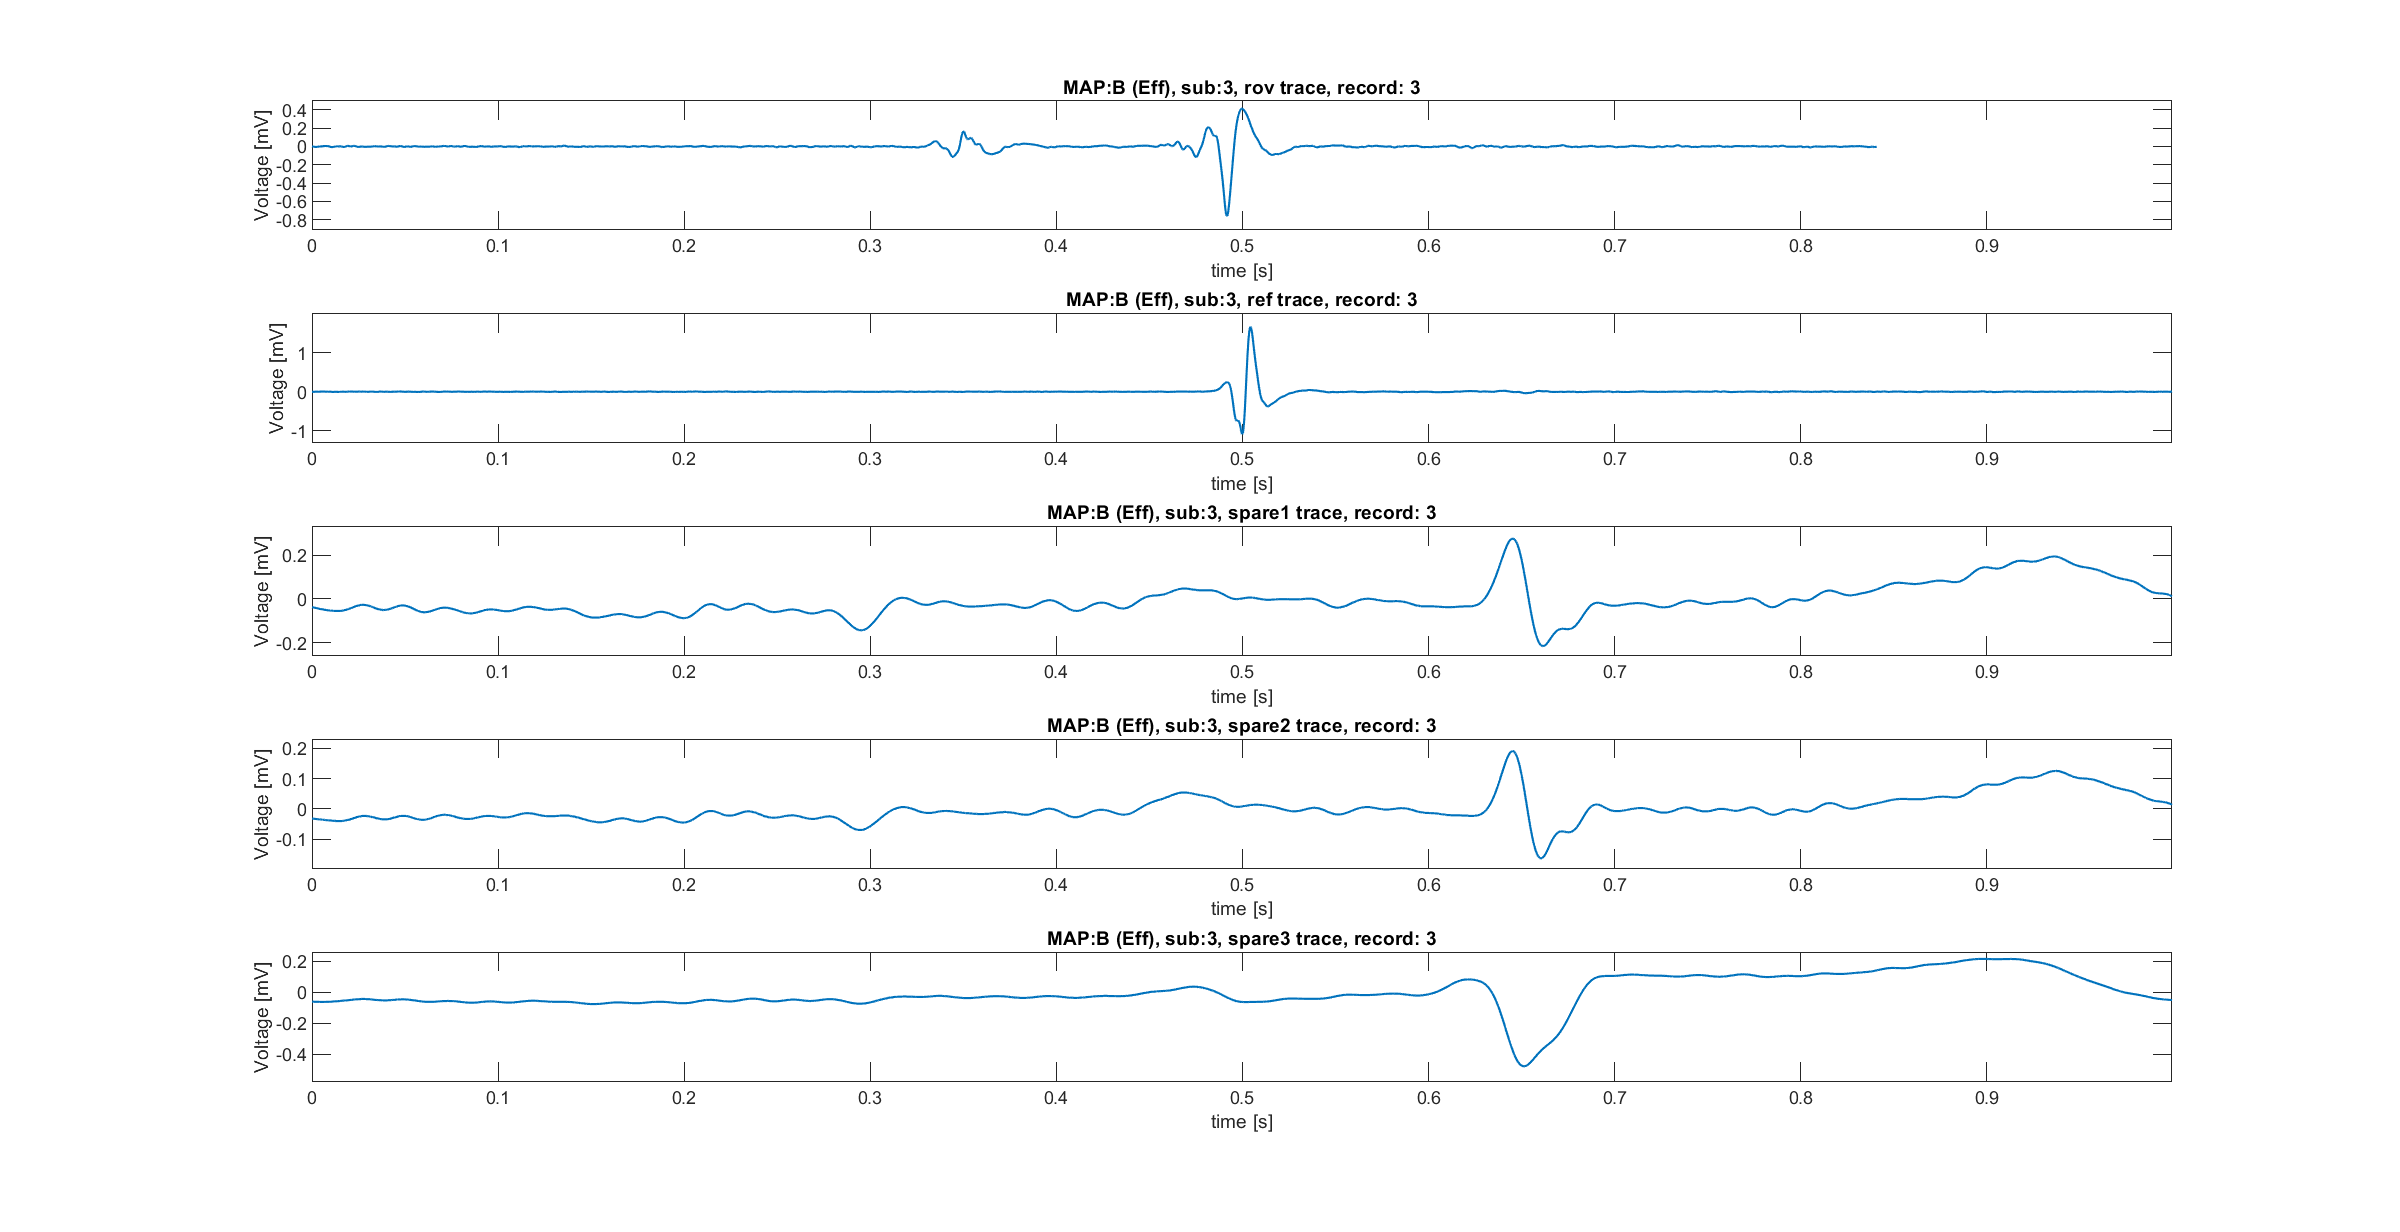 MAP:B (Eff), sub:3, rov trace, record: 3
Voltage [mV]
0.4
0.2
0
-0.2
-0.4
-0.6
-0.8
0 0.1 0.2 0.3 0.4 0.5 0.6 0.7 0.8 0.9
time [s]
MAP:B (Eff), sub:3, ref trace, record: 3
Voltage [mV]
1
0
-1
0 0.1 0.2 0.3 0.4 0.5 0.6 0.7 0.8 0.9
time [s]
MAP:B (Eff), sub:3, spare1 trace, record: 3
Voltage [mV]
0.2
0
-0.2
0 0.1 0.2 0.3 0.4 0.5 0.6 0.7 0.8 0.9
time [s]
MAP:B (Eff), sub:3, spare2 trace, record: 3
Voltage [mV]
0.2
0.1
0
-0.1
0 0.1 0.2 0.3 0.4 0.5 0.6 0.7 0.8 0.9
time [s]
MAP:B (Eff), sub:3, spare3 trace, record: 3
Voltage [mV]
0.2
0
-0.2
-0.4
0 0.1 0.2 0.3 0.4 0.5 0.6 0.7 0.8 0.9
time [s]